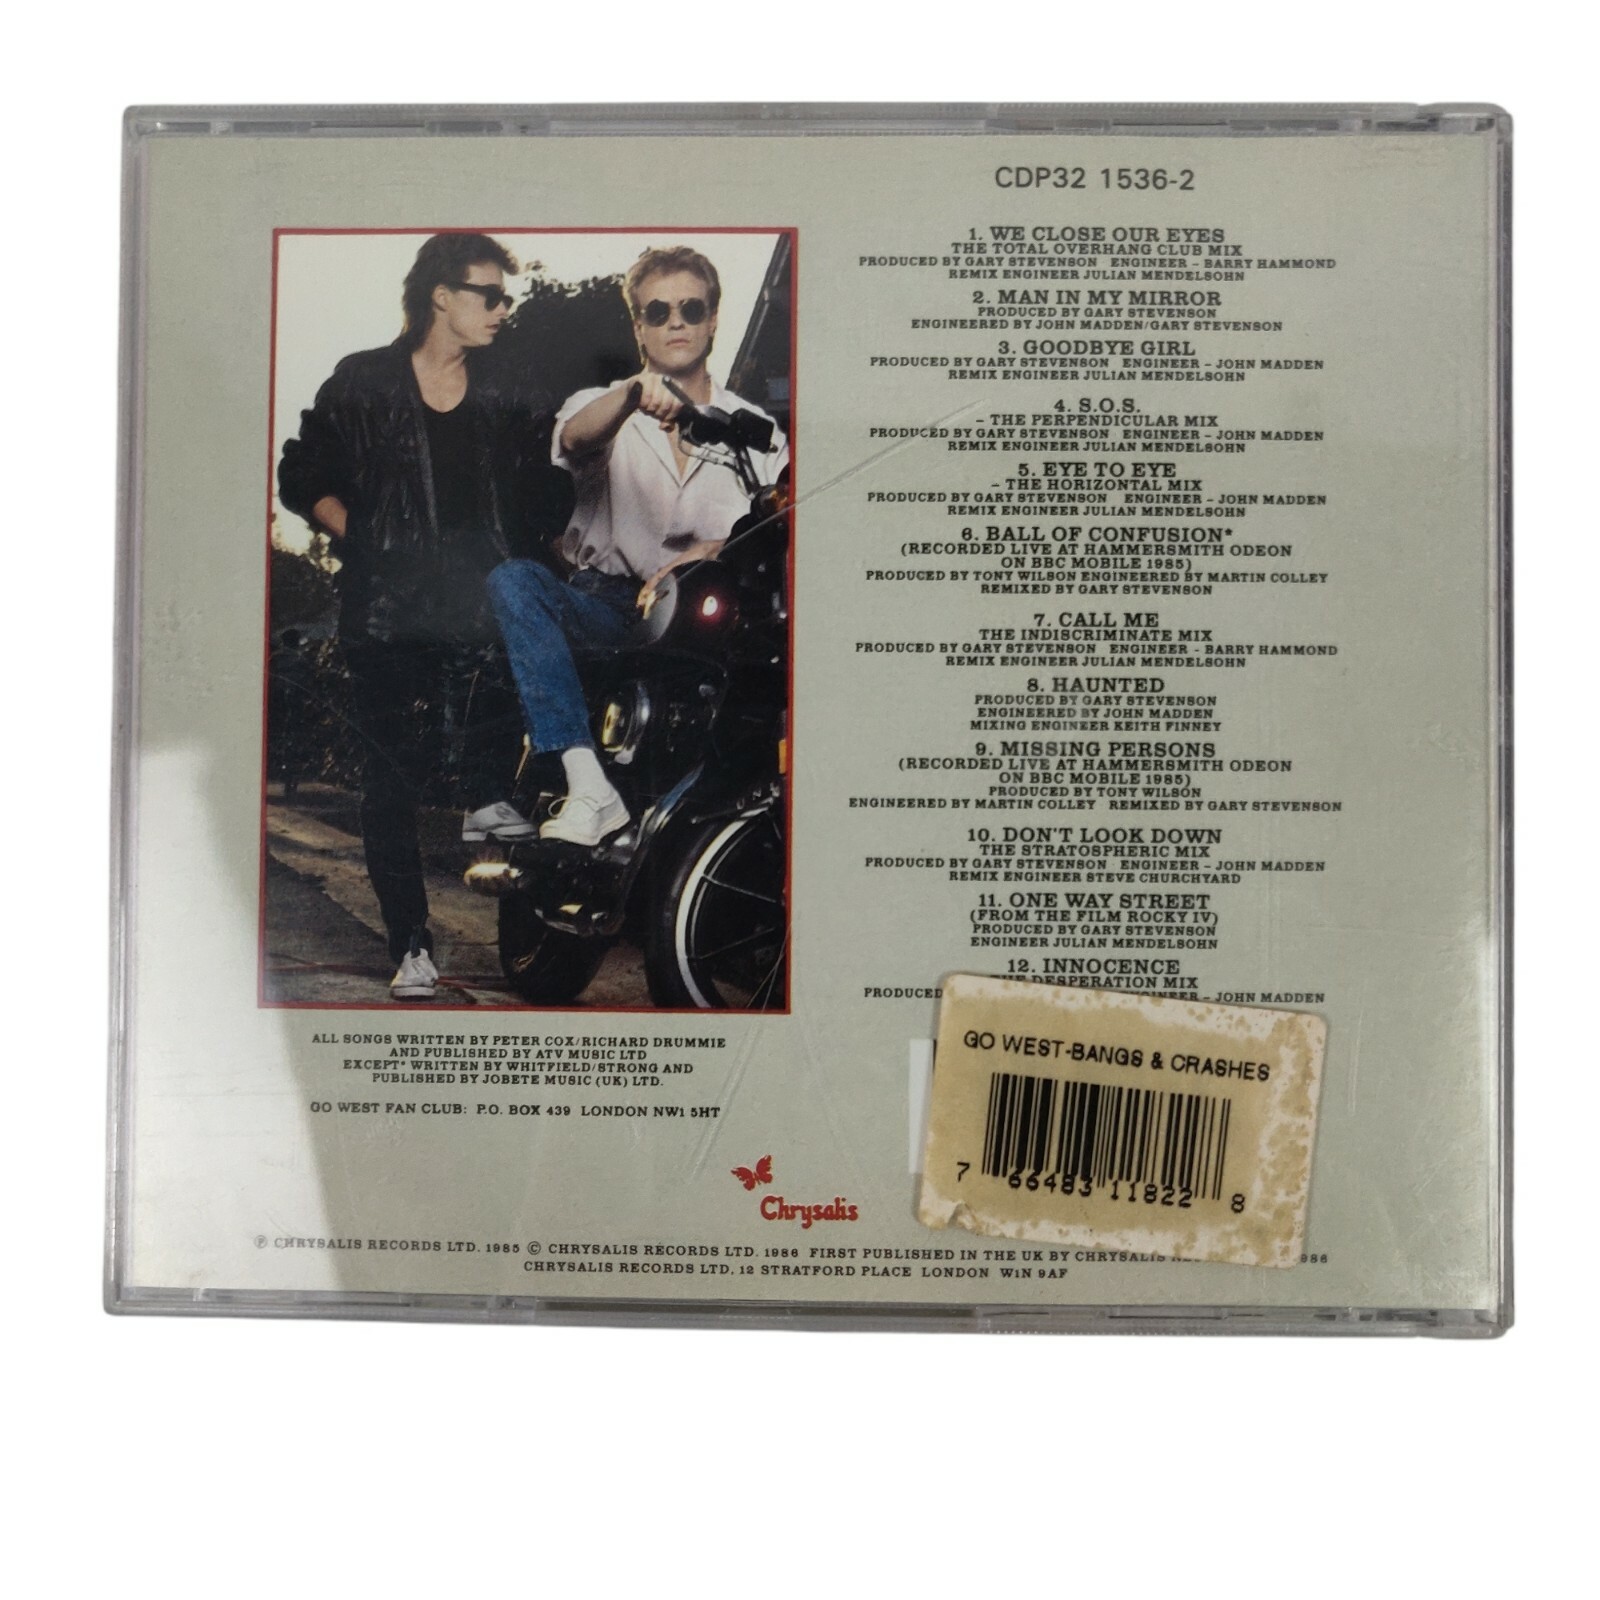 CDP32 1536-2
1. WE CLOSE OUR EYES
THE TOTAL OVERHANG CLUB MIX
PRODUCED BY GARY STEVENSON ENGINEER - BARRY HAMMOND
REMIX ENGINEER JULIAN MENDELSOHN
2. MAN IN MY MIRROR
PRODUCED BY GARY STEVENSON
ENGINEERED BY JOHN MADDEN/GARY STEVENSON
3. GOODBYE GIRL
PRODUCED BY GARY STEVENSON ENGINEER - JOHN MADDEN
REMIX ENGINEER JULIAN MENDELSOHN
4. S.O.S.
- THE PERPENDICULAR MIX
PRODUCED BY GARY STEVENSON ENGINEER - JOHN MADDEN
REMIX ENGINEER JULIAN MENDELSOHN
5. EYE TO EYE
- THE HORIZONTAL MIX
PRODUCED BY GARY STEVENSON ENGINEER - JOHN MADDEN
REMIX ENGINEER JULIAN MENDELSOHN
6. BALL OF CONFUSION*
(RECORDED LIVE AT HAMMERSMITH ODEON
ON BBC MOBILE 1985)
PRODUCED BY TONY WILSON ENGINEERED BY MARTIN COLLEY
REMIXED BY GARY STEVENSON
7. CALL ME
THE INDISCRIMINATE MIX
PRODUCED BY GARY STEVENSON ENGINEER - BARRY HAMMOND
REMIX ENGINEER JULIAN MENDELSOHN
8. HAUNTED
PRODUCED BY GARY STEVENSON
ENGINEERED BY JOHN MADDEN
MIXING ENGINEER KEITH FINNEY
9. MISSING PERSONS
(RECORDED LIVE AT HAMMERSMITH ODEON
ON BBC MOBILE 1985)
PRODUCED BY TONY WILSON
ENGINEERED BY MARTIN COLLEY REMIXED BY GARY STEVENSON
10. DON'T LOOK DOWN
THE STRATOSPHERIC MIX
PRODUCED BY GARY STEVENSON ENGINEER - JOHN MADDEN
REMIX ENGINEER STEVE CHURCHYARD
11. ONE WAY STREET
(FROM THE FILM ROCKY IV)
PRODUCED BY GARY STEVENSON
ENGINEER JULIAN MENDELSOHN
12. INNOCENCE
THE DESPERATION MIX
PRODUCED ENGINEER - JOHN MADDEN
ALL SONGS WRITTEN BY PETER COX/RICHARD DRUMMIE
AND PUBLISHED BY ATV MUSIC LTD
EXCEPT* WRITTEN BY WHITFIELD/STRONG AND
PUBLISHED BY JOBETE MUSIC (UK) LTD.
GO WEST FAN CLUB: P.O. BOX 439 LONDON NW1 5HT
GO WEST-BANGS & CRASHES
7 66483 11822 8
Chrysalis
℗ CHRYSALIS RECORDS LTD. 1985 © CHRYSALIS RECORDS LTD. 1986 FIRST PUBLISHED IN THE UK BY CHRYSALIS
CHRYSALIS RECORDS LTD, 12 STRATFORD PLACE LONDON W1N 9AF